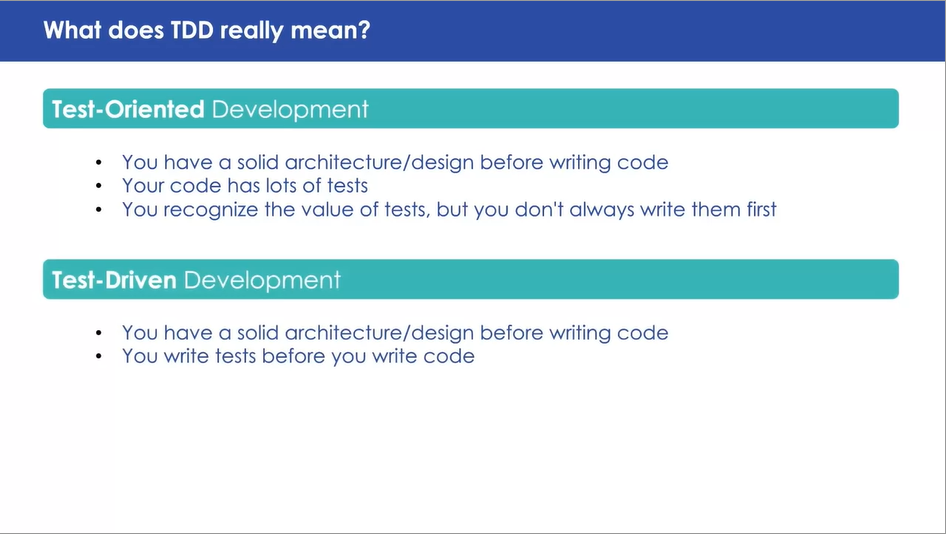 What does TDD really mean?
Test-Oriented Development
• You have a solid architecture/design before writing code
• Your code has lots of tests
• You recognize the value of tests, but you don't always write them first
Test-Driven Development
• You have a solid architecture/design before writing code
• You write tests before you write code